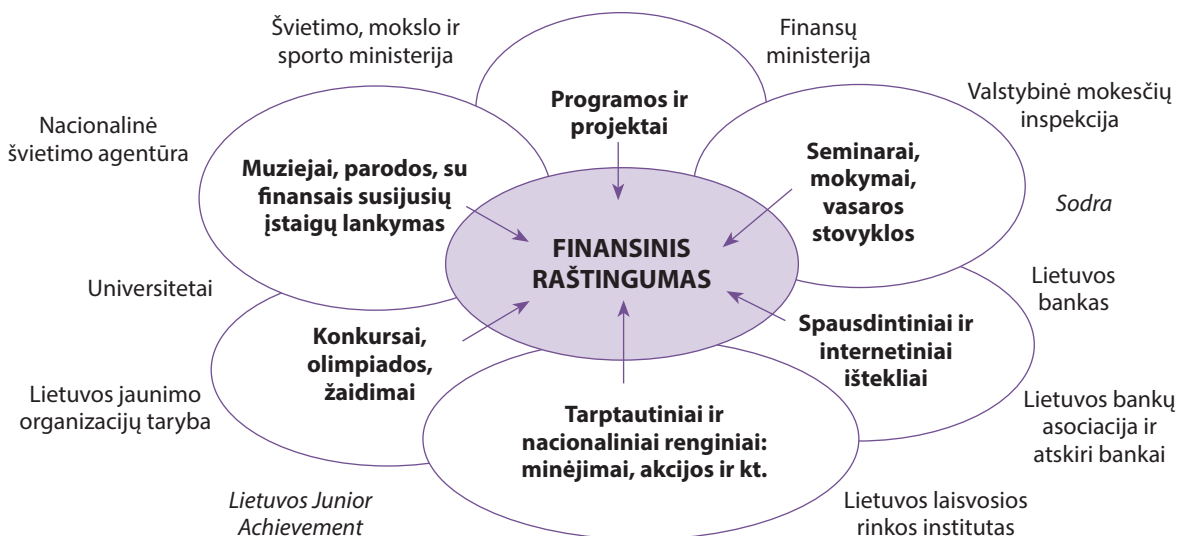 Švietimo, mokslo ir
sporto ministerija
Finansų
ministerija
Nacionalinė
švietimo agentūra
Programos ir
projektai
Valstybinė mokesčių
inspekcija
Muziejai, parodos, su
finansais susijusių
įstaigų lankymas
Seminarai,
mokymai,
vasaros
stovyklos
Sodra
FINANSINIS
RAŠTINGUMAS
Universitetai
Lietuvos
bankas
Konkursai,
olimpiados,
žaidimai
Spausdintiniai ir
internetiniai
ištekliai
Lietuvos jaunimo
organizacijų taryba
Tarptautiniai ir
nacionaliniai renginiai:
minėjimai, akcijos ir kt.
Lietuvos bankų
asociacija ir
atskiri bankai
Lietuvos Junior
Achievement
Lietuvos laisvosios
rinkos institutas